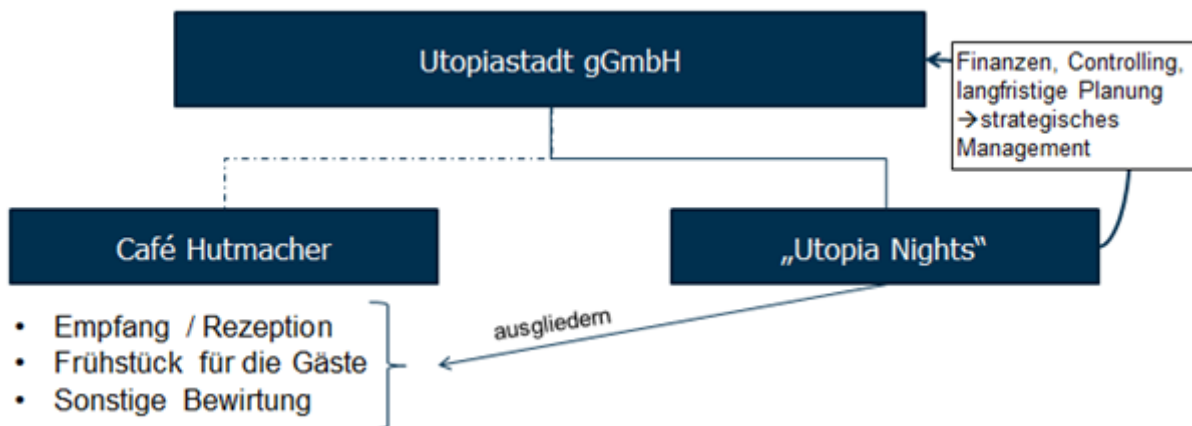 Utopiastadt gGmbH
Finanzen, Controlling,
langfristige Planung
→strategisches
Management
Café Hutmacher
„Utopia Nights“
ausgliedern
• Empfang / Rezeption
• Frühstück für die Gäste
• Sonstige Bewirtung